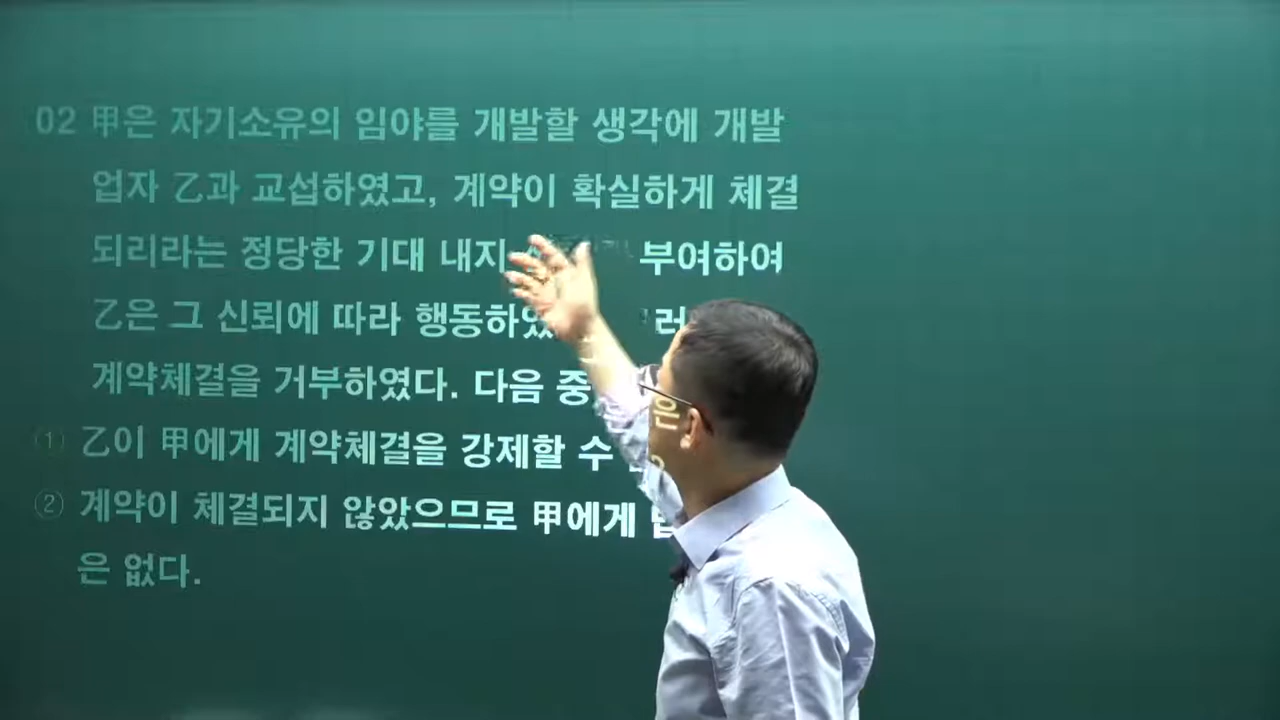 02 甲은 자기소유의 임야를 개발할 생각에 개발
업자 乙과 교섭하였고, 계약이 확실하게 체결
되리라는 정당한 기대 내지 부여하여
乙은 그 신뢰에 따라
계약체결을 거부하였다. 다음 중 은
① 乙이 甲에게 계약체결을 강제할 수
② 계약이 체결되지 않았으므로 甲에게
은 없다.